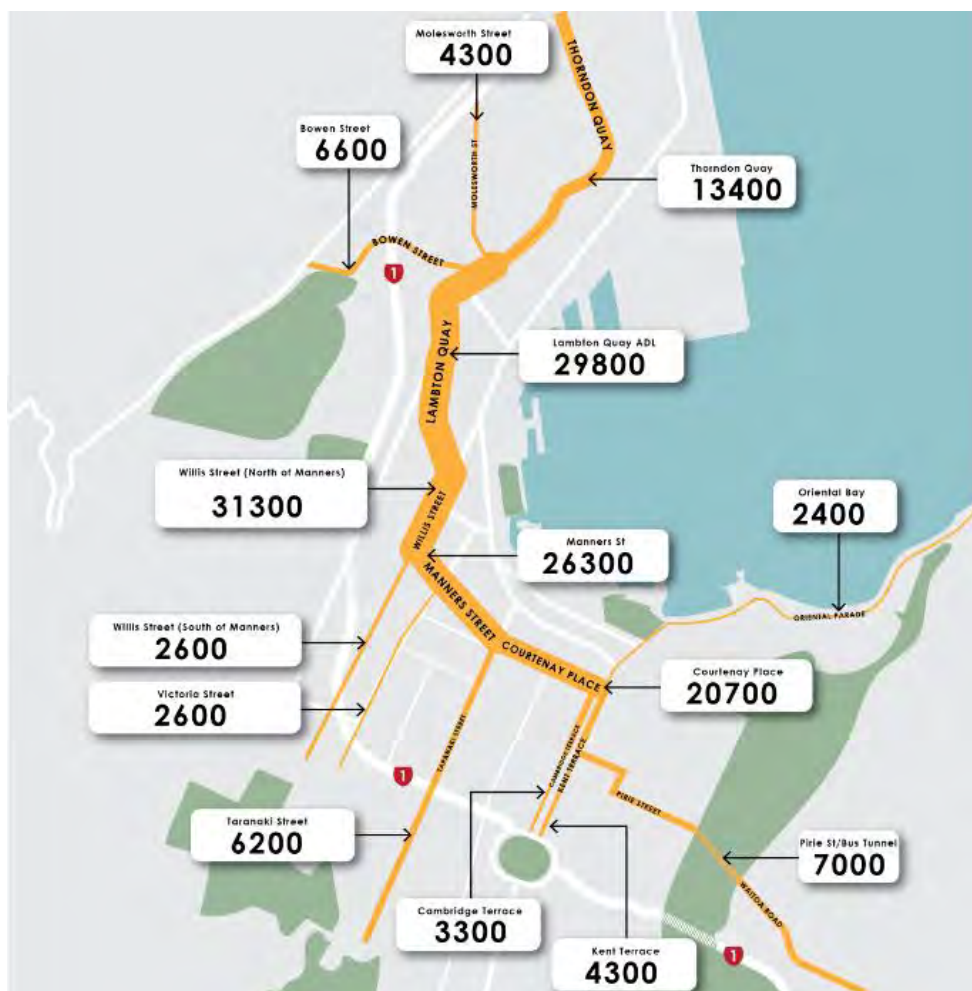 Molesworth Street
4300
THORNDON QUAY
Bowen Street
6600
MOLESWORTH ST
Thorndon Quay
13400
BOWEN STREET
1
LAMBTON QUAY
Lambton Quay ADL
29800
Willis Street (North of Manners)
31300
WILLIS STREET
Oriental Bay
2400
Manners St
26300
MANNERS STREET
ORIENTAL PARADE
Willis Street (South of Manners)
2600
COURTENAY PLACE
Courtenay Place
20700
Victoria Street
2600
TARANAKI STREET
CAMBRIDGE TERRACE
KENT TERRACE
1
PIRIE STREET
Taranaki Street
6200
Pirie St/Bus Tunnel
7000
WAITOA ROAD
Cambridge Terrace
3300
Kent Terrace
4300
1